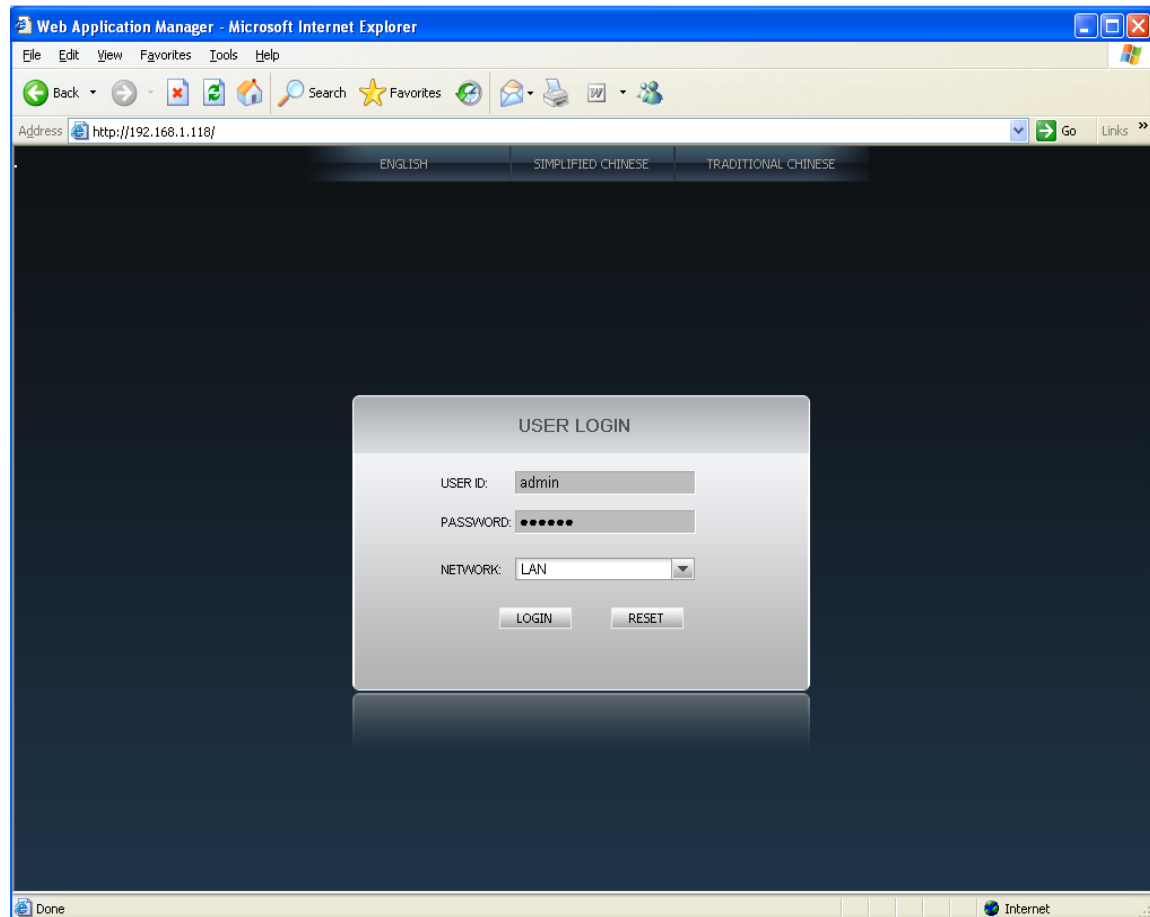 Web Application Manager - Microsoft Internet Explorer
File Edit View Favorites Tools Help
Back Search Favorites
Address http://192.168.1.118/ Go Links »
ENGLISH SIMPLIFIED CHINESE TRADITIONAL CHINESE
USER LOGIN
USER ID: admin
PASSWORD: ●●●●●●
NETWORK: LAN
LOGIN RESET
Done Internet